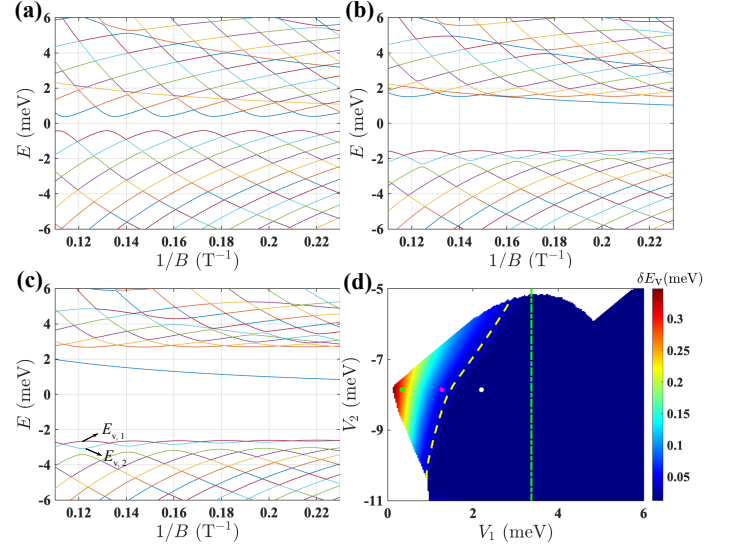 (a)
6
4
2
0
-2
-4
-6
E (meV)
0.12 0.14 0.16 0.18 0.2 0.22
1/B (T⁻¹)
(b)
6
4
2
0
-2
-4
-6
E (meV)
0.12 0.14 0.16 0.18 0.2 0.22
1/B (T⁻¹)
(c)
6
4
2
0
-2
-4
-6
E (meV)
E_{v,1}
E_{v,2}
0.12 0.14 0.16 0.18 0.2 0.22
1/B (T⁻¹)
(d)
-5
-7
-9
-11
V₂ (meV)
0 2 4 6
V₁ (meV)
δE_v(meV)
0.3
0.25
0.2
0.15
0.1
0.05